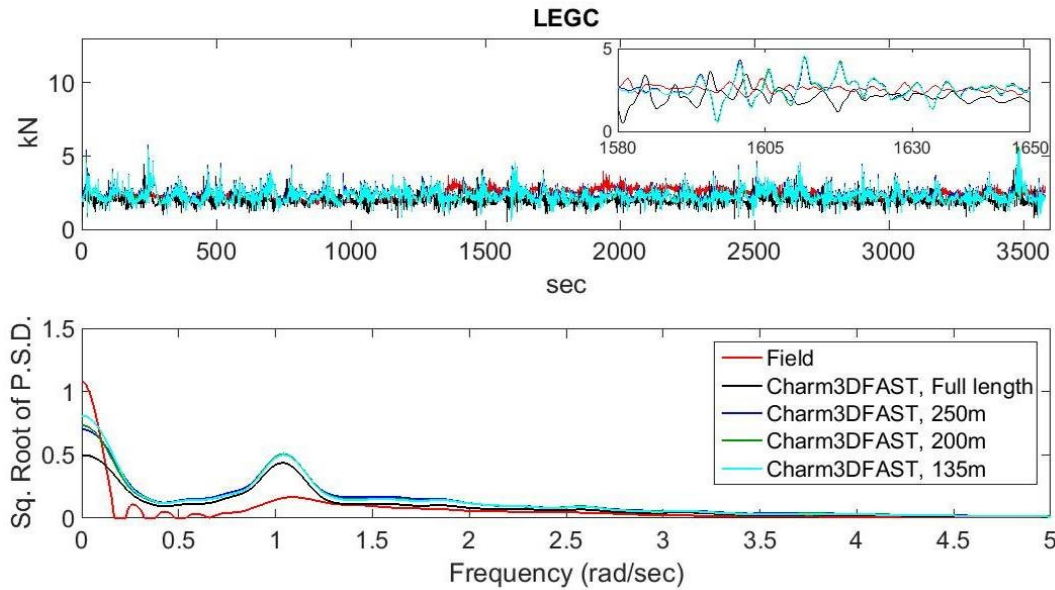 LEGC
kN
10
5
0
5
0
1580 1605 1630 1650
0 500 1000 1500 2000 2500 3000 3500
sec
Sq. Root of P.S.D.
1.5
1
0.5
0
Field
Charm3DFAST, Full length
Charm3DFAST, 250m
Charm3DFAST, 200m
Charm3DFAST, 135m
0 0.5 1 1.5 2 2.5 3 3.5 4 4.5 5
Frequency (rad/sec)